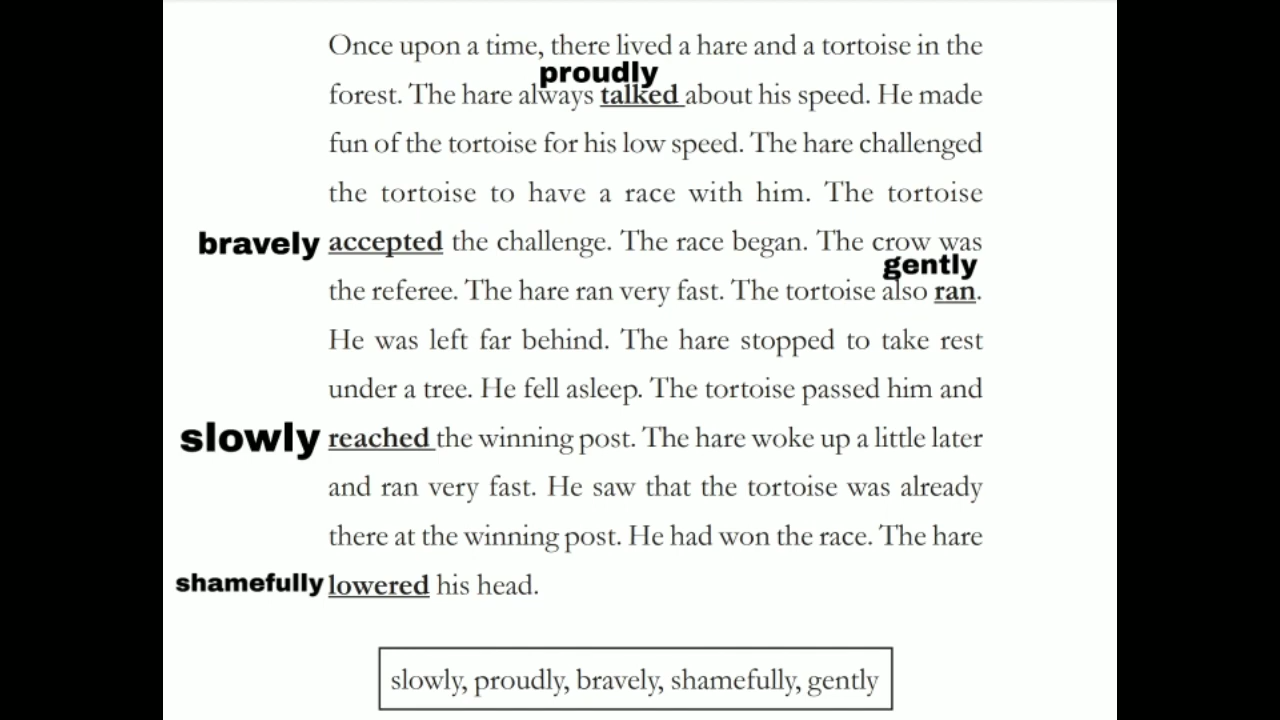 Once upon a time, there lived a hare and a tortoise in the
proudly
forest. The hare always talked about his speed. He made
fun of the tortoise for his low speed. The hare challenged
the tortoise to have a race with him. The tortoise
bravely accepted the challenge. The race began. The crow was
gently
the referee. The hare ran very fast. The tortoise also ran.
He was left far behind. The hare stopped to take rest
under a tree. He fell asleep. The tortoise passed him and
slowly reached the winning post. The hare woke up a little later
and ran very fast. He saw that the tortoise was already
there at the winning post. He had won the race. The hare
shamefully lowered his head.
slowly, proudly, bravely, shamefully, gently